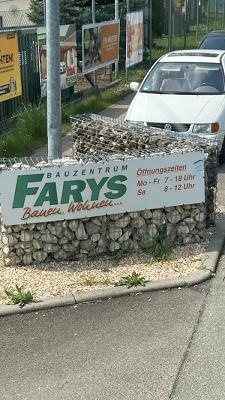 BAUZENTRUM
FARYS
Bauen Wohnen...
Öffnungszeiten
Mo - Fr 7 - 18 Uhr
Sa 8 - 12 Uhr